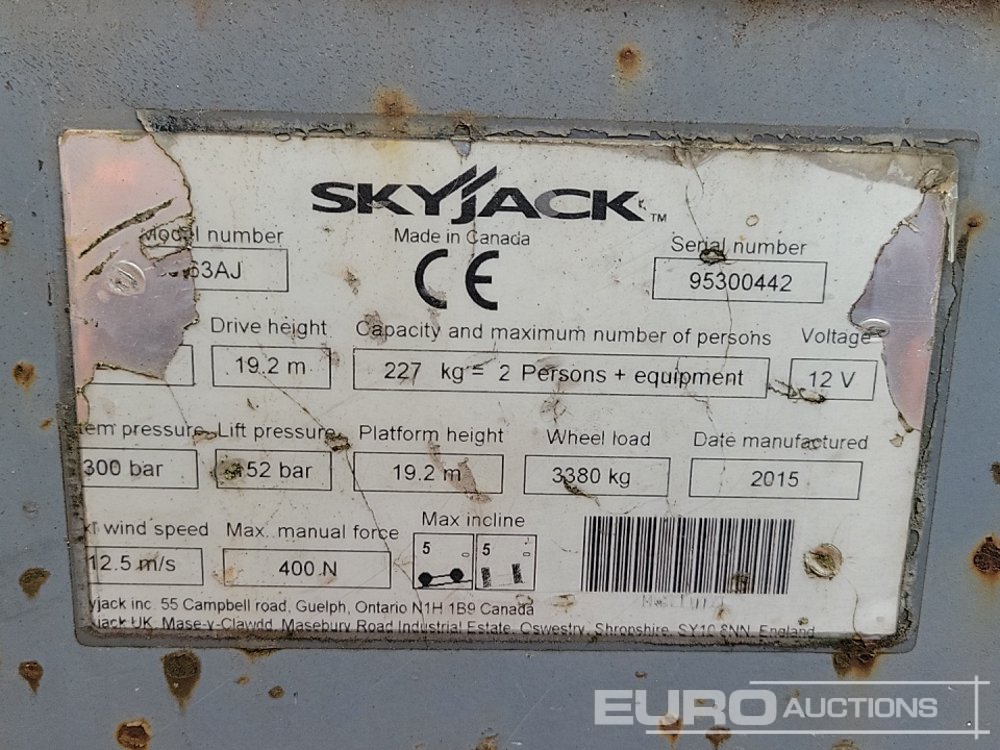 SKYJACK™
Made in Canada
CE
Model number
63AJ
Serial number
95300442
Drive height
19.2 m
Capacity and maximum number of persons
227 kg = 2 Persons + equipment
Voltage
12 V
tem pressure
300 bar
Lift pressure
152 bar
Platform height
19.2 m
Wheel load
3380 kg
Date manufactured
2015
wind speed
12.5 m/s
Max. manual force
400 N
Max incline
5
5
yjack inc. 55 Campbell road, Guelph, Ontario N1H 1B9 Canada
jack UK, Mase-y-Clawdd, Masebury Road Industrial Estate, Oswestry, Shropshire, SY10 8NN, England
EURO AUCTIONS